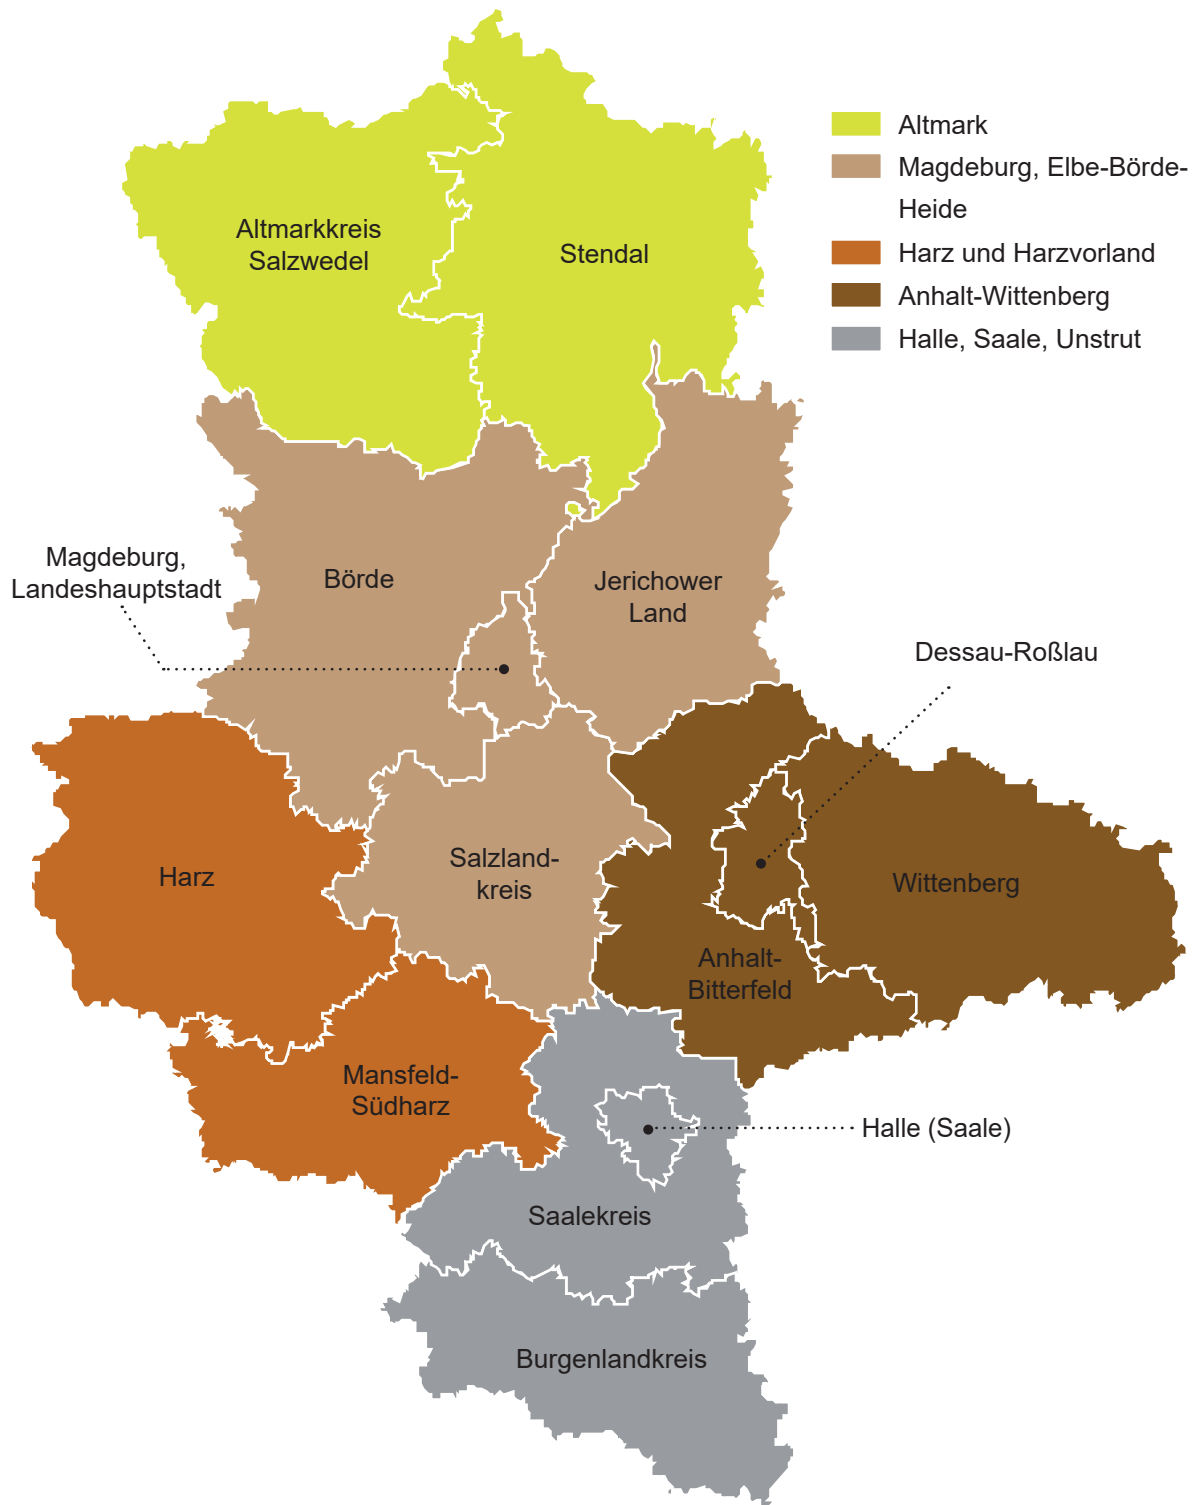 Altmark
Magdeburg, Elbe-Börde-
Heide
Harz und Harzvorland
Anhalt-Wittenberg
Halle, Saale, Unstrut
Altmarkkreis
Salzwedel
Stendal
Magdeburg,
Landeshauptstadt
Börde
Jerichower
Land
Dessau-Roßlau
Harz
Salzland-
kreis
Wittenberg
Anhalt-
Bitterfeld
Mansfeld-
Südharz
Halle (Saale)
Saalekreis
Burgenlandkreis